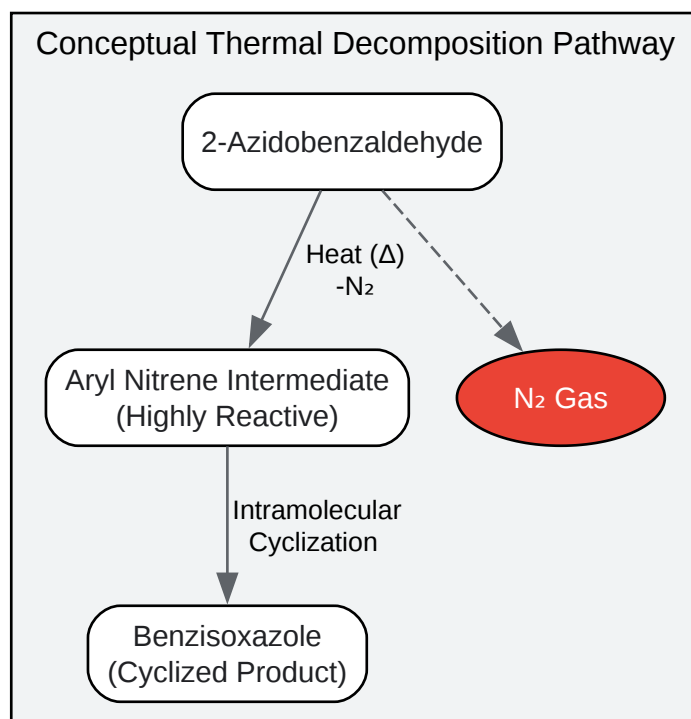 Conceptual Thermal Decomposition Pathway
2-Azidobenzaldehyde
Heat (Δ)
-N₂
Aryl Nitrene Intermediate
(Highly Reactive)
N₂ Gas
Intramolecular
Cyclization
Benzisoxazole
(Cyclized Product)